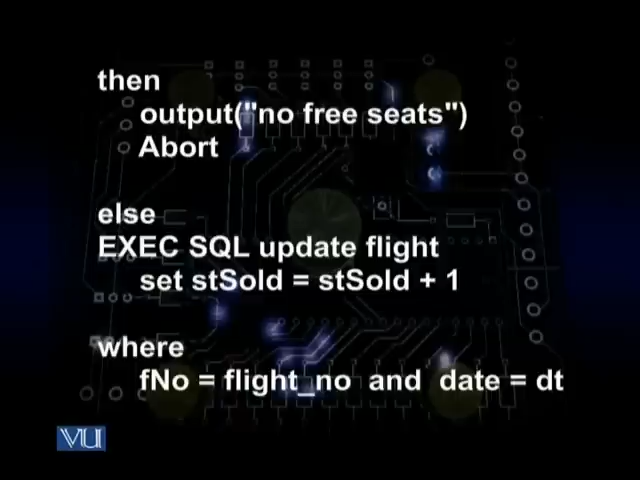 then
output("no free seats")
Abort
else
EXEC SQL update flight
set stSold = stSold + 1
where
fNo = flight_no and date = dt
VU